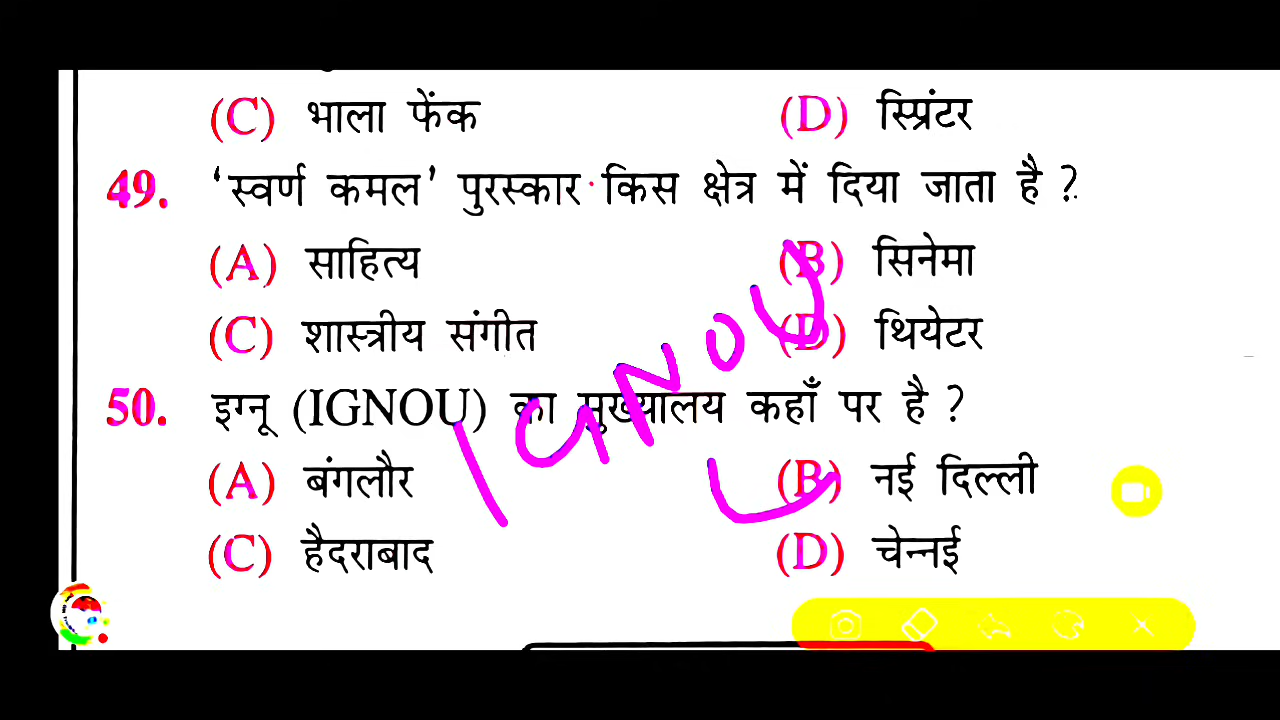 (C) भाला फेंक (D) स्प्रिंटर
49. 'स्वर्ण कमल' पुरस्कार किस क्षेत्र में दिया जाता है ?
(A) साहित्य (B) सिनेमा
(C) शास्त्रीय संगीत (D) थियेटर
IGNOU
50. इग्नू (IGNOU) का मुख्यालय कहाँ पर है ?
(A) बंगलौर (B) नई दिल्ली
(C) हैदराबाद (D) चेन्नई